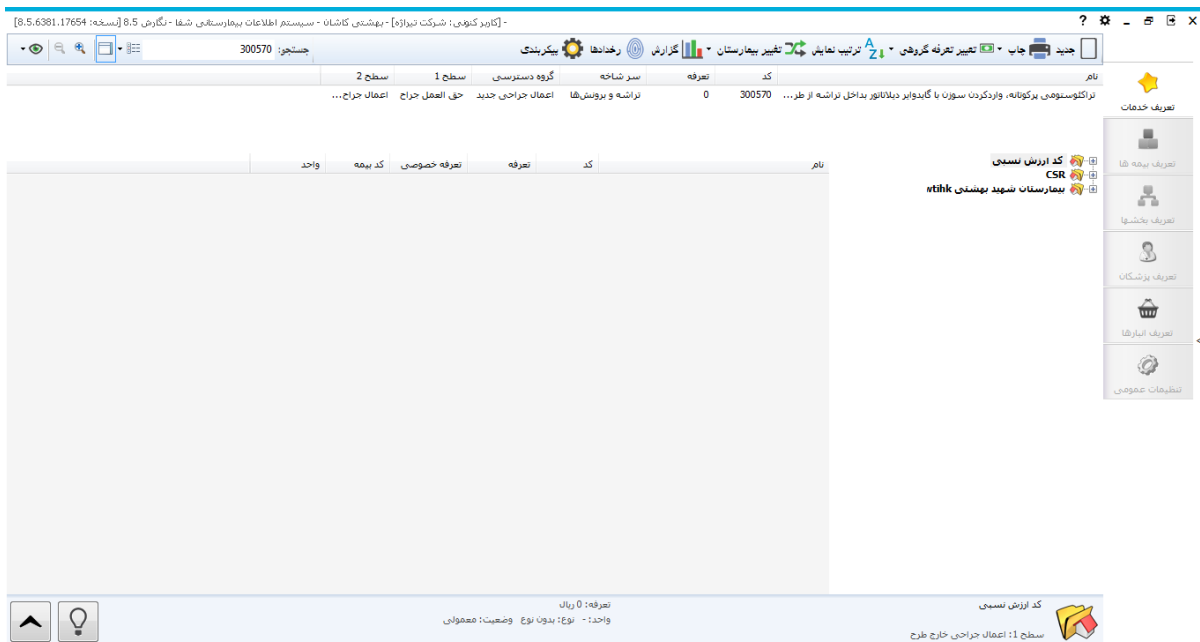 - [کاربر کنونی: شرکت تیراژه] - بهشتی کاشان - سیستم اطلاعات بیمارستانی شفا - نگارش 8.5 [نسخه: 8.5.6381.17654]
جدید چاپ تغییر تعرفه گروهی ترتیب نمایش تغییر بیمارستان گزارش رخدادها پیکربندی
جستجو: 300570
نام کد تعرفه سر شاخه گروه دسترسی سطح 1 سطح 2
تراکئوستومی پرکوتانه، واردکردن سوزن با گایدوایر دیلاتاتور بداخل تراشه از طر... 300570 0 تراشه و برونش‌ها اعمال جراحی جدید حق العمل جراح اعمال جراح...
تعریف خدمات
تعریف بیمه ها
تعریف بخشها
تعریف پزشکان
تعریف انبارها
تنظیمات عمومی
کد ارزش نسبی
CSR
بیمارستان شهید بهشتی wtihk
نام کد تعرفه تعرفه خصوصی کد بیمه واحد
کد ارزش نسبی
سطح 1: اعمال جراحی خارج طرح
تعرفه: 0 ریال
واحد: - نوع: بدون نوع وضعیت: معمولی